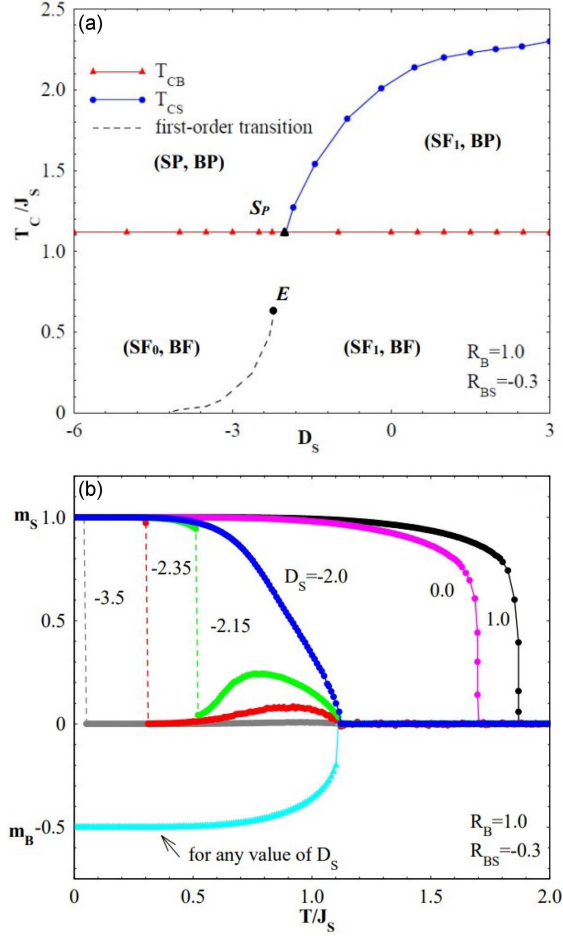 (a)
2.5
T_CB
T_CS
first-order transition
2.0
(SP, BP)
(SF₁, BP)
T_C/J_S
1.5
S_P
1.0
E
0.5
(SF₀, BF)
(SF₁, BF)
R_B=1.0
R_BS=-0.3
0
-6
-3
0
3
D_S
(b)
m_S 1.0
-3.5
-2.35
-2.15
D_S=-2.0
0.0
1.0
0.5
0
m_B -0.5
for any value of D_S
R_B=1.0
R_BS=-0.3
0
0.5
1.0
1.5
2.0
T/J_S